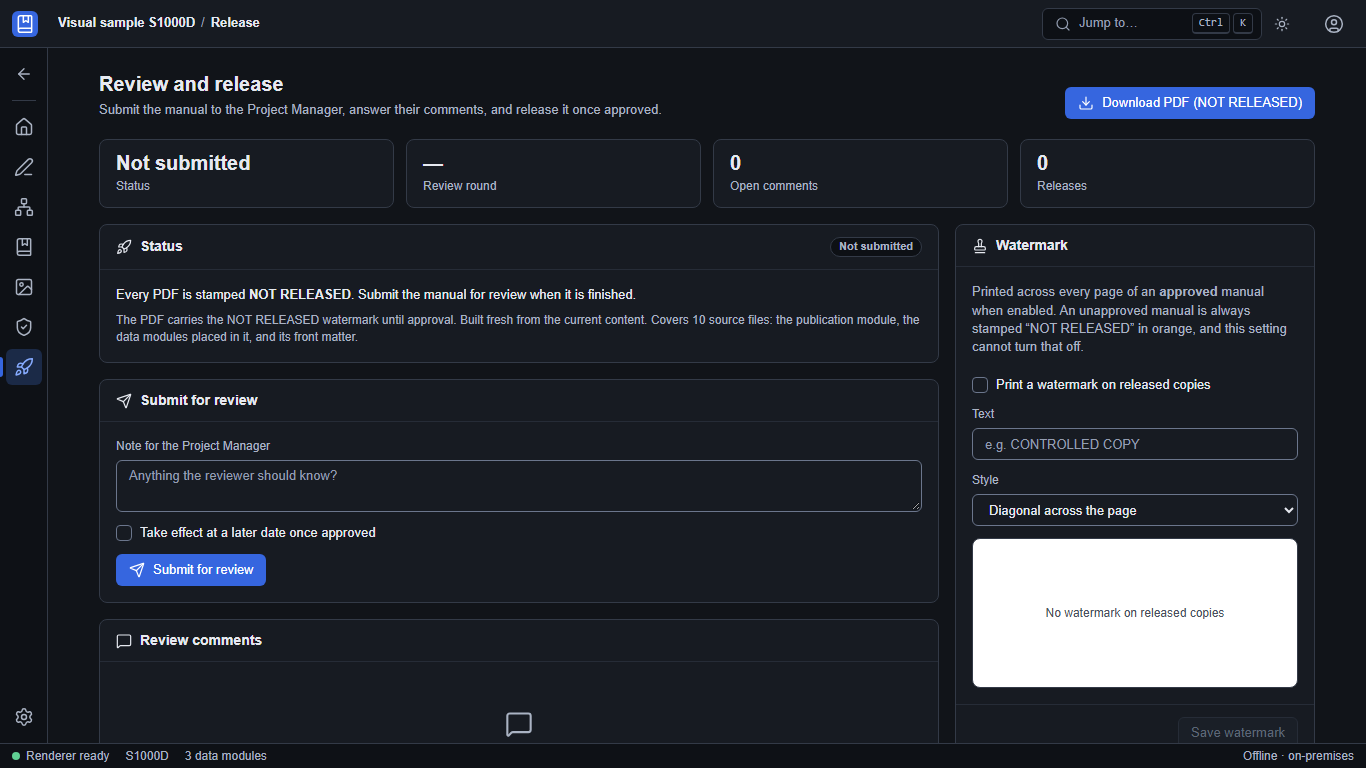 Visual sample S1000D / Release
Jump to…
Ctrl K
Review and release
Submit the manual to the Project Manager, answer their comments, and release it once approved.
Download PDF (NOT RELEASED)
Not submitted
Status
—
Review round
0
Open comments
0
Releases
Status
Not submitted
Every PDF is stamped NOT RELEASED. Submit the manual for review when it is finished.
The PDF carries the NOT RELEASED watermark until approval. Built fresh from the current content. Covers 10 source files: the publication module, the
data modules placed in it, and its front matter.
Submit for review
Note for the Project Manager
Anything the reviewer should know?
Take effect at a later date once approved
Submit for review
Review comments
Watermark
Printed across every page of an approved manual
when enabled. An unapproved manual is always
stamped “NOT RELEASED” in orange, and this setting
cannot turn that off.
Print a watermark on released copies
Text
e.g. CONTROLLED COPY
Style
Diagonal across the page
No watermark on released copies
Save watermark
Renderer ready
S1000D
3 data modules
Offline · on-premises